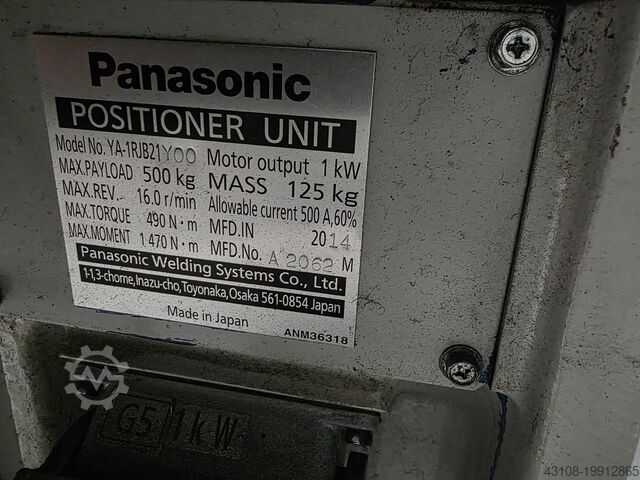 Panasonic
POSITIONER UNIT
Model No. YA-1RJB21Y00 Motor output 1 kW
MAX.PAYLOAD 500 kg MASS 125 kg
MAX.REV. 16.0 r/min Allowable current 500 A,60%
MAX.TORQUE 490 N・m MFD.IN 2014
MAX.MOMENT 1 470 N・m MFD.No. A 2062 M
Panasonic Welding Systems Co., Ltd.
1-1,3-chome,Inazu-cho,Toyonaka,Osaka 561-0854 Japan
Made in Japan ANM36318
G5 1kW
43108-19912865